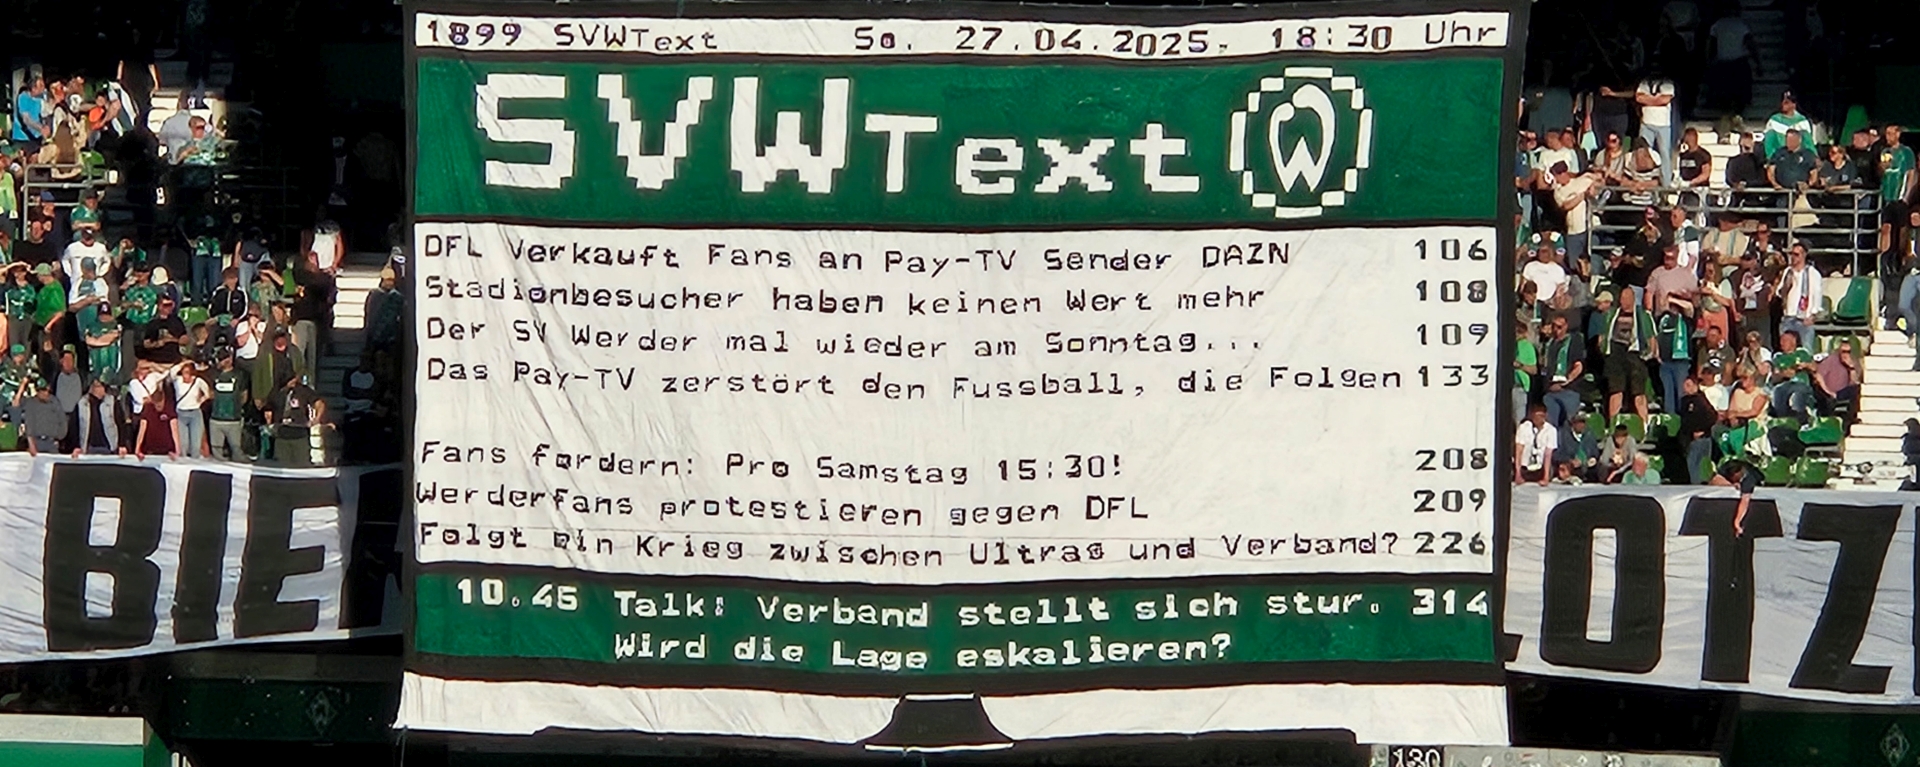 1899 SVWText So. 27.04.2025. 18:30 Uhr
SVWText W
DFL verkauft Fans an Pay-TV Sender DAZN 106
Stadionbesucher haben keinen Wert mehr 108
Der SV Werder mal wieder am Sonntag... 109
Das Pay-TV zerstört den Fussball, die Folgen 133
Fans fordern: Pro Samstag 15:30! 208
Werderfans protestieren gegen DFL 209
Folgt ein Krieg zwischen Ultras und Verband? 226
10.45 Talk: Verband stellt sich stur. 314
Wird die Lage eskalieren?
BIE
OTZ
130